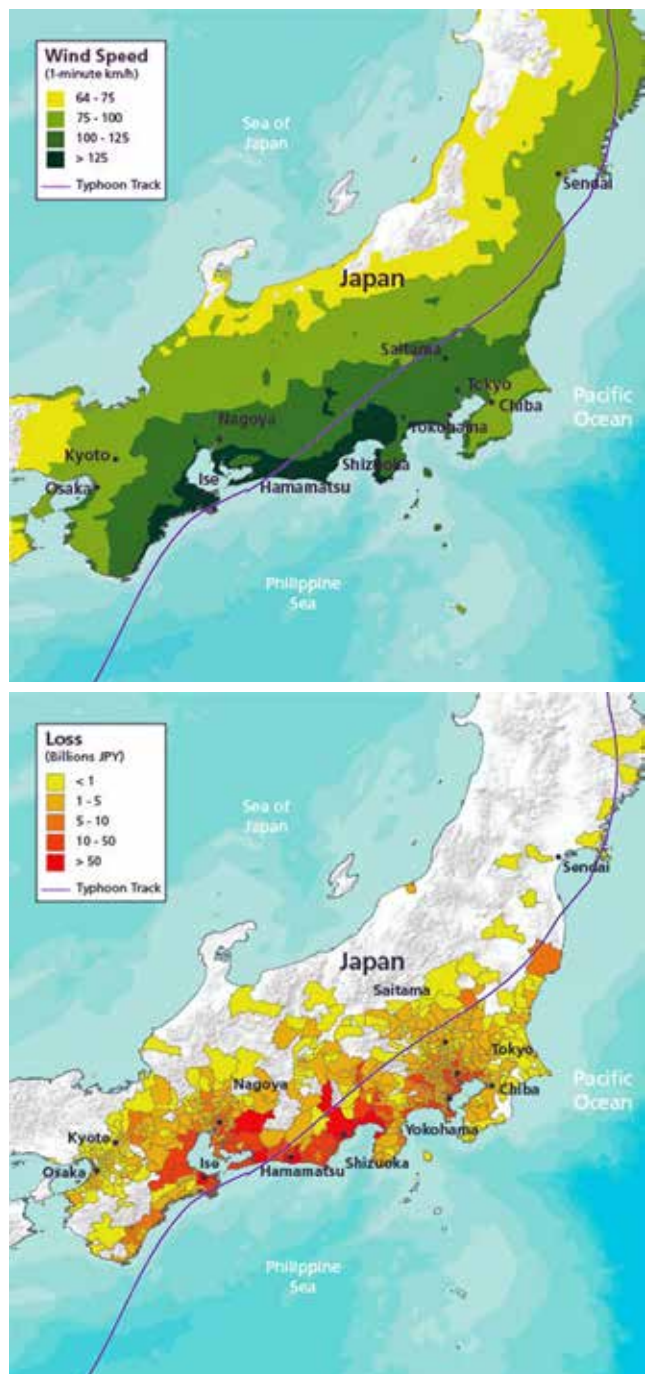 Wind Speed
(1-minute km/h)
64 - 75
75 - 100
100 - 125
> 125
Typhoon Track
Sea of
Japan
Sendai
Japan
Saitama
Tokyo
Chiba
Pacific
Ocean
Nagoya
Yokohama
Kyoto
Ise
Shizuoka
Osaka
Hamamatsu
Philippine
Sea
Loss
(Billions JPY)
< 1
1 - 5
5 - 10
10 - 50
> 50
Typhoon Track
Sea of
Japan
Sendai
Japan
Saitama
Tokyo
Pacific
Ocean
Nagoya
Chiba
Yokohama
Kyoto
Ise
Osaka
Hamamatsu
Shizuoka
Philippine
Sea